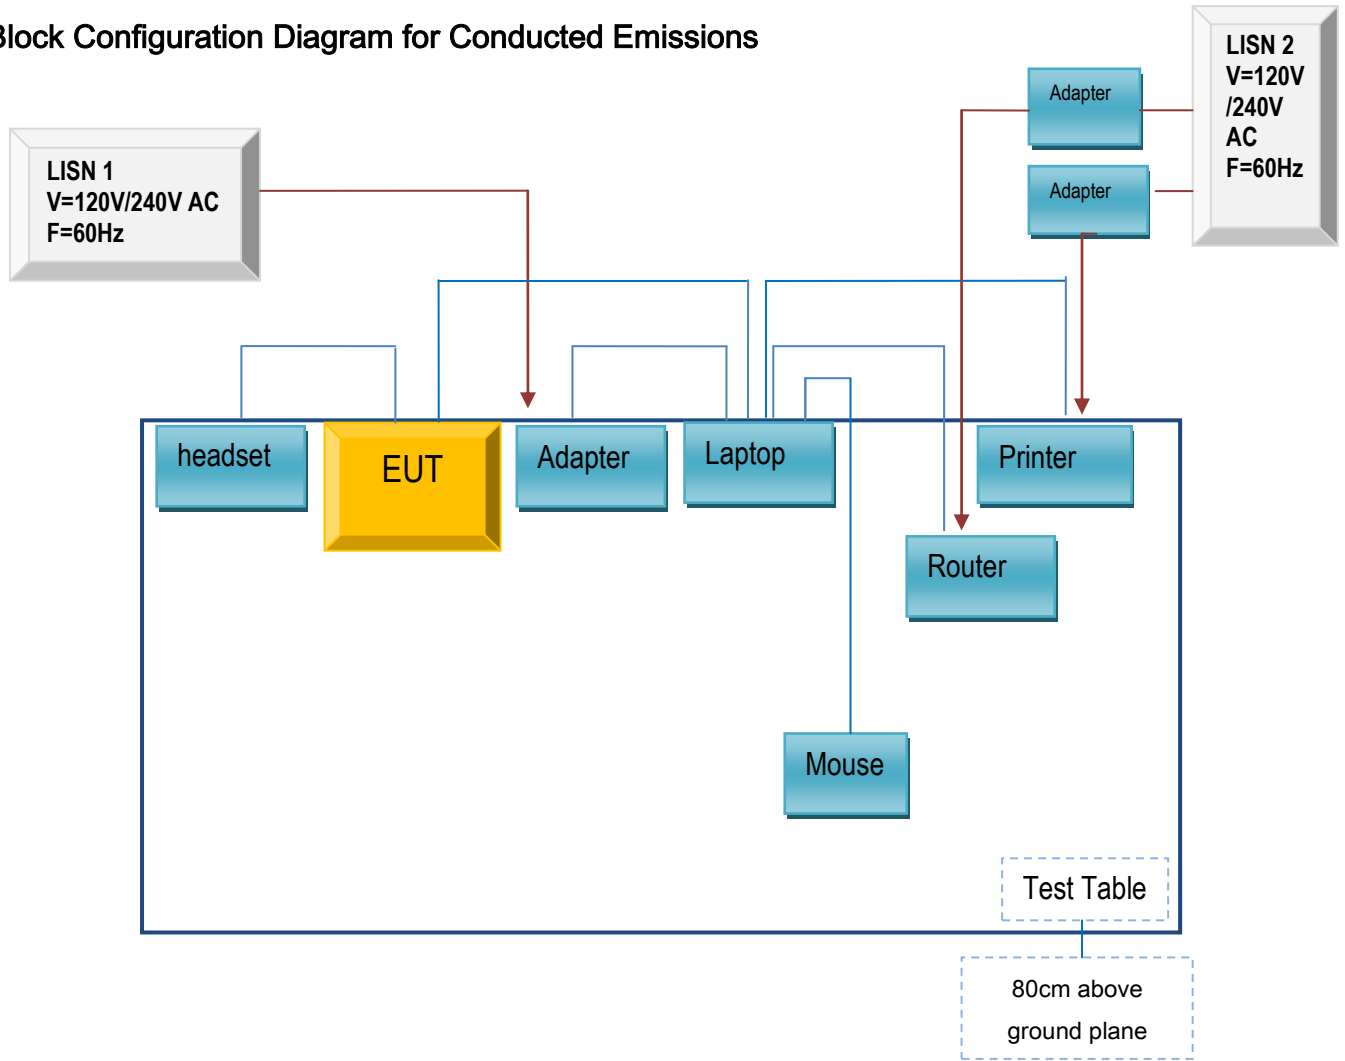 Block Configuration Diagram for Conducted Emissions
LISN 2
V=120V
/240V
AC
F=60Hz
Adapter
Adapter
LISN 1
V=120V/240V AC
F=60Hz
headset
EUT
Adapter
Laptop
Printer
Router
Mouse
Test Table
80cm above
ground plane